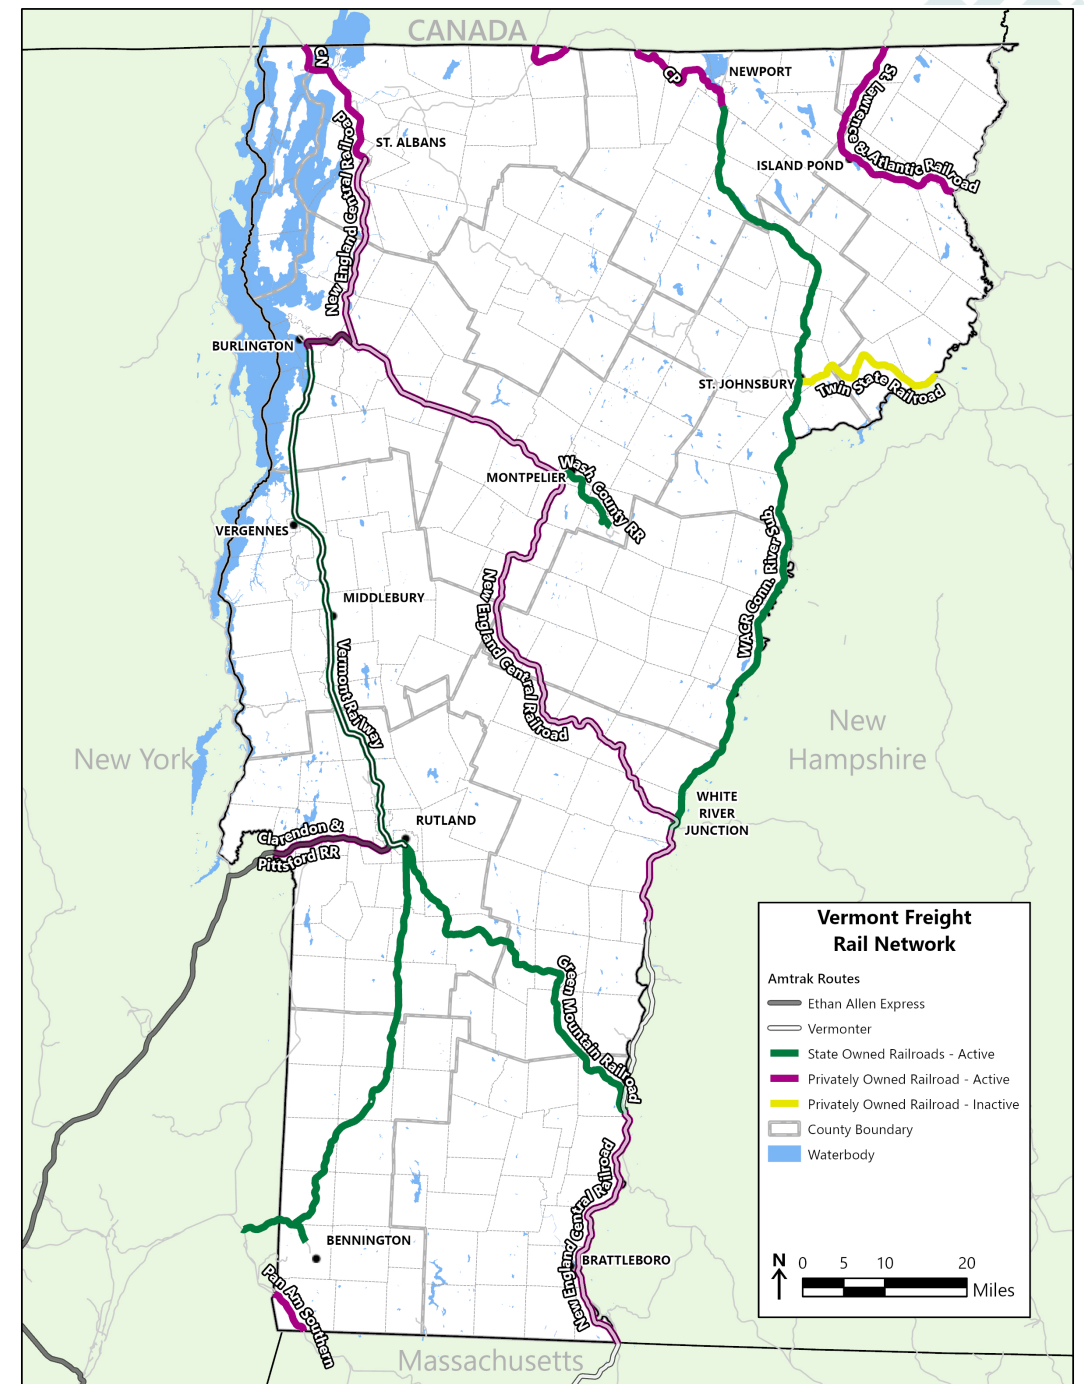 CANADA
CN
CP
NEWPORT
St. Lawrence & Atlantic Railroad
ST. ALBANS
ISLAND POND
New England Central Railroad
BURLINGTON
ST. JOHNSBURY
Twin State Railroad
MONTPELIER
Wash. County RR
VERGENNES
WACR Conn. River Sub.
MIDDLEBURY
New England Central Railroad
Vermont Railway
New York
New
Hampshire
WHITE
RIVER
JUNCTION
RUTLAND
Clarendon &
Pittsford RR
Green Mountain Railroad
New England Central Railroad
BENNINGTON
BRATTLEBORO
Pan Am Southern
Massachusetts
Vermont Freight
Rail Network
Amtrak Routes
Ethan Allen Express
Vermonter
State Owned Railroads - Active
Privately Owned Railroad - Active
Privately Owned Railroad - Inactive
County Boundary
Waterbody
N
0 5 10 20
Miles